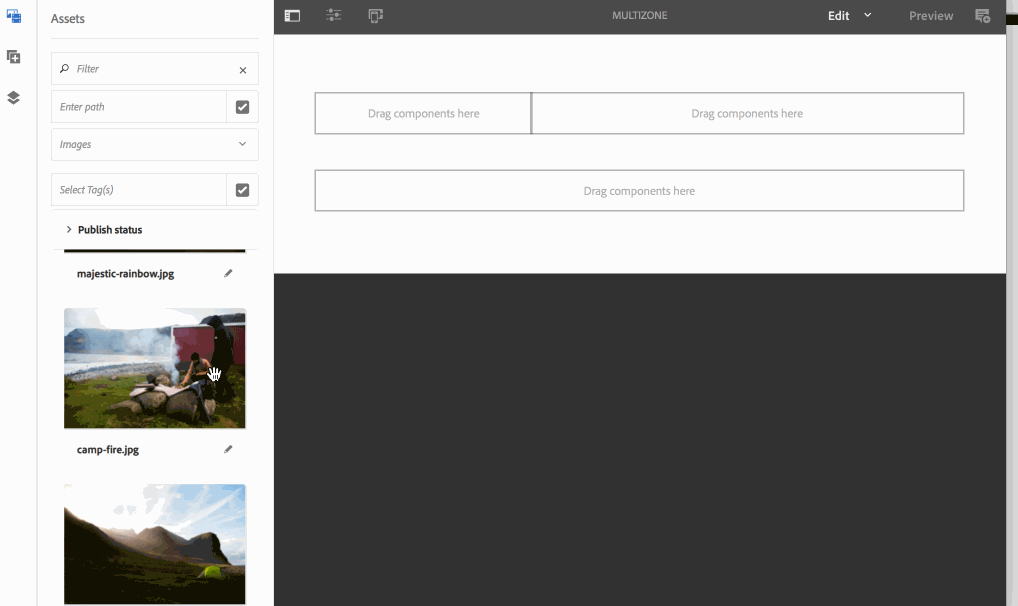 Assets
MULTIZONE
Edit
Preview
Filter
Enter path
Images
Select Tag(s)
Publish status
majestic-rainbow.jpg
camp-fire.jpg
Drag components here
Drag components here
Drag components here